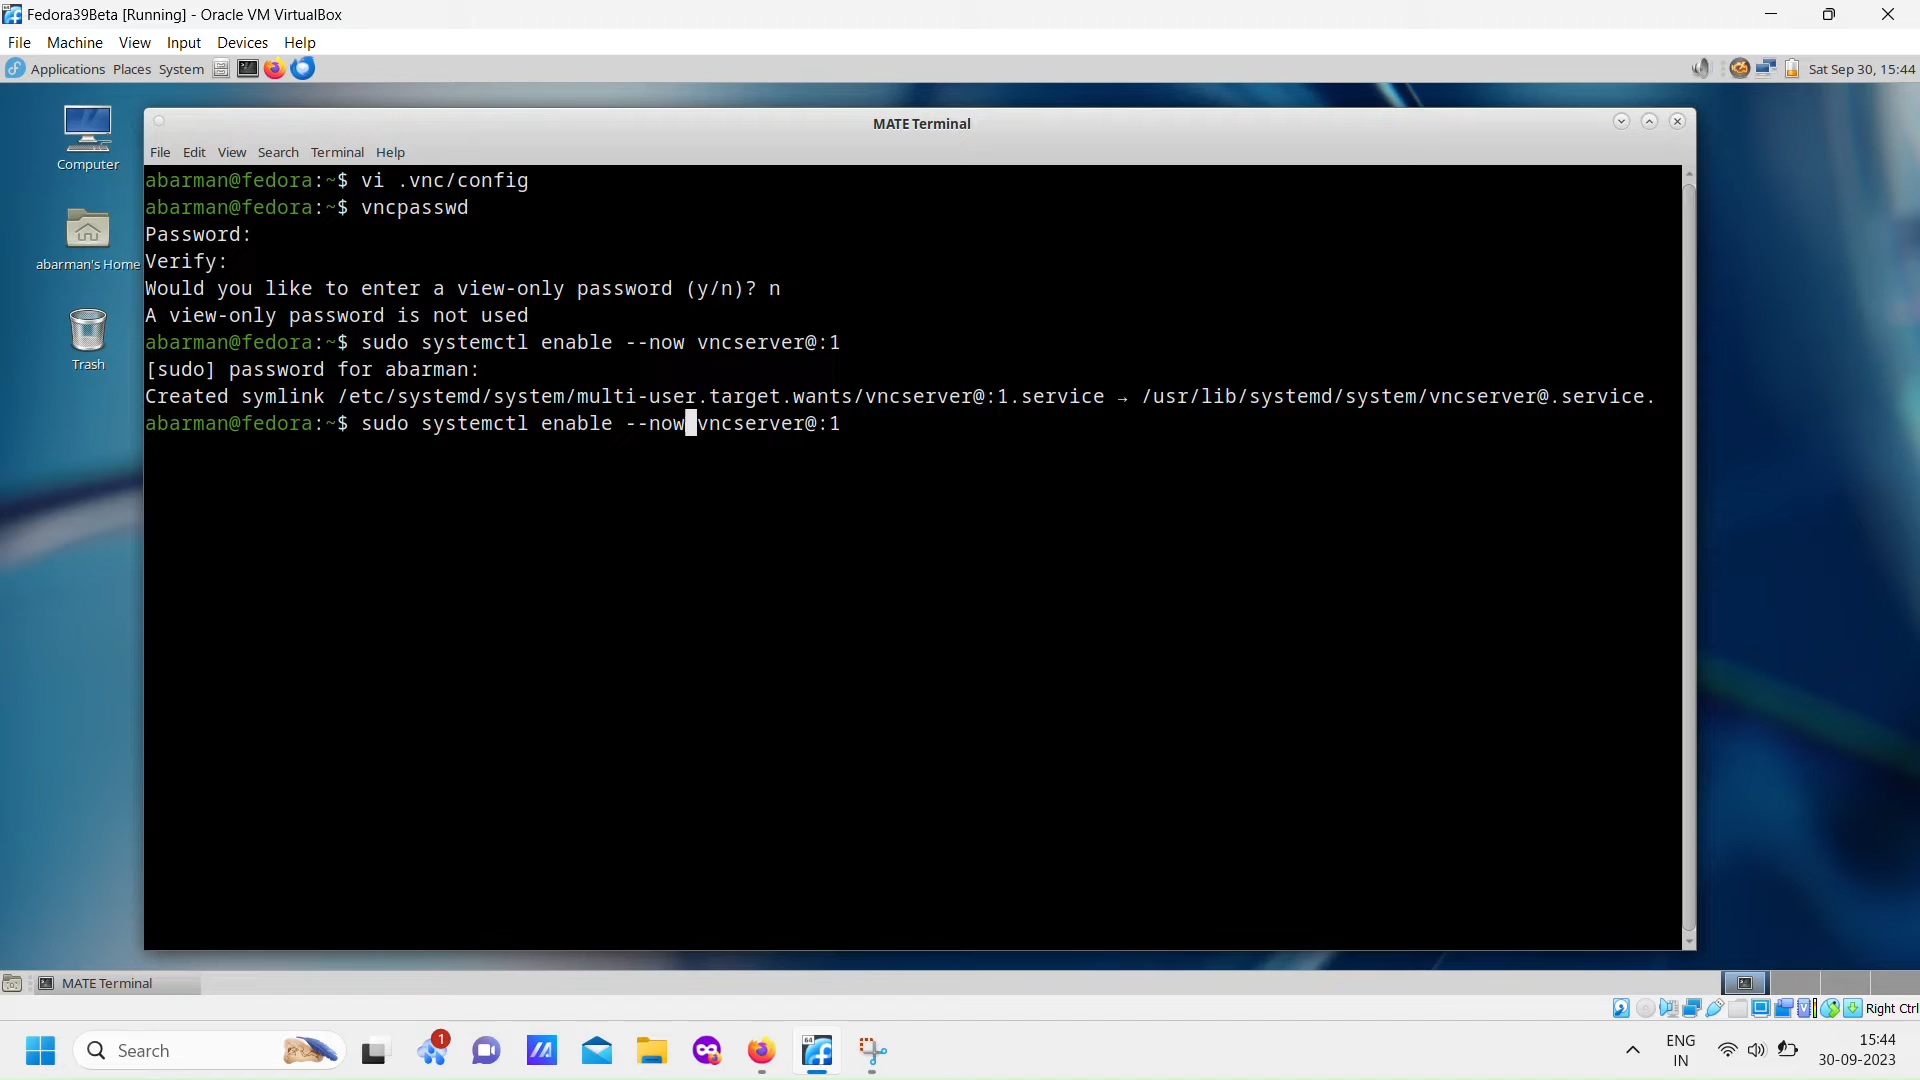 Fedora39Beta [Running] - Oracle VM VirtualBox
File Machine View Input Devices Help
Applications Places System
Sat Sep 30, 15:44
Computer
abarman's Home
Trash
MATE Terminal
File Edit View Search Terminal Help
abarman@fedora:~$ vi .vnc/config
abarman@fedora:~$ vncpasswd
Password:
Verify:
Would you like to enter a view-only password (y/n)? n
A view-only password is not used
abarman@fedora:~$ sudo systemctl enable --now vncserver@:1
[sudo] password for abarman:
Created symlink /etc/systemd/system/multi-user.target.wants/vncserver@:1.service → /usr/lib/systemd/system/vncserver@.service.
abarman@fedora:~$ sudo systemctl enable --now vncserver@:1
MATE Terminal
Right Ctrl
Search
1
64
ENG
IN
15:44
30-09-2023